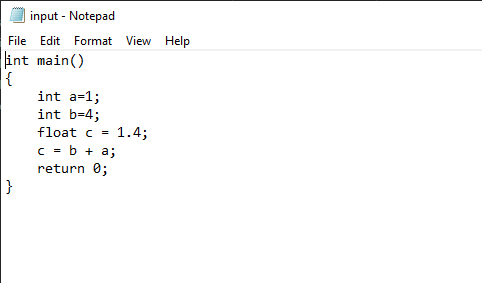 input - Notepad
File Edit Format View Help
int main()
{
    int a=1;
    int b=4;
    float c = 1.4;
    c = b + a;
    return 0;
}